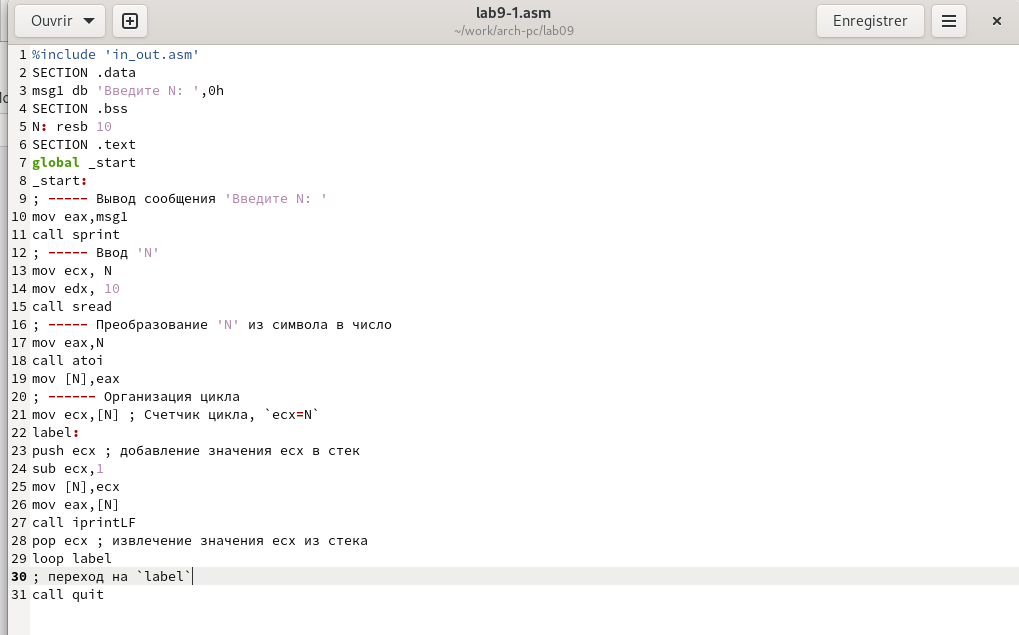 Ouvrir
lab9-1.asm
~/work/arch-pc/lab09
Enregistrer
1 %include 'in_out.asm'
2 SECTION .data
3 msg1 db 'Введите N: ',0h
4 SECTION .bss
5 N: resb 10
6 SECTION .text
7 global _start
8 _start:
9 ; ----- Вывод сообщения 'Введите N: '
10 mov eax,msg1
11 call sprint
12 ; ----- Ввод 'N'
13 mov ecx, N
14 mov edx, 10
15 call sread
16 ; ----- Преобразование 'N' из символа в число
17 mov eax,N
18 call atoi
19 mov [N],eax
20 ; ------ Организация цикла
21 mov ecx,[N] ; Счетчик цикла, `ecx=N`
22 label:
23 push ecx ; добавление значения ecx в стек
24 sub ecx,1
25 mov [N],ecx
26 mov eax,[N]
27 call iprintLF
28 pop ecx ; извлечение значения ecx из стека
29 loop label
30 ; переход на `label`
31 call quit